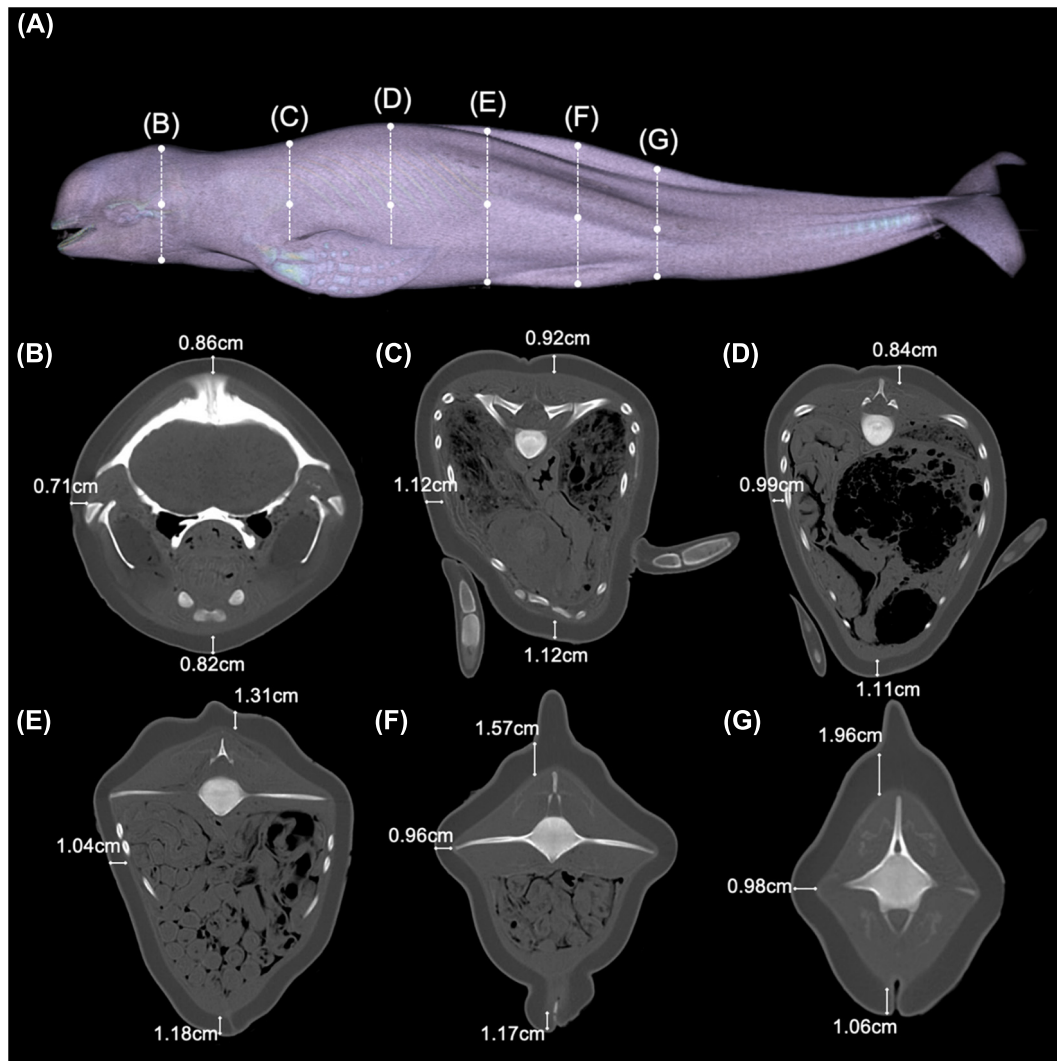 (A)
(B)
(C)
(D)
(E)
(F)
(G)
(B)
0.86cm
0.71cm
0.82cm
(C)
0.92cm
1.12cm
1.12cm
(D)
0.84cm
0.99cm
1.11cm
(E)
1.31cm
1.04cm
1.18cm
(F)
1.57cm
0.96cm
1.17cm
(G)
1.96cm
0.98cm
1.06cm